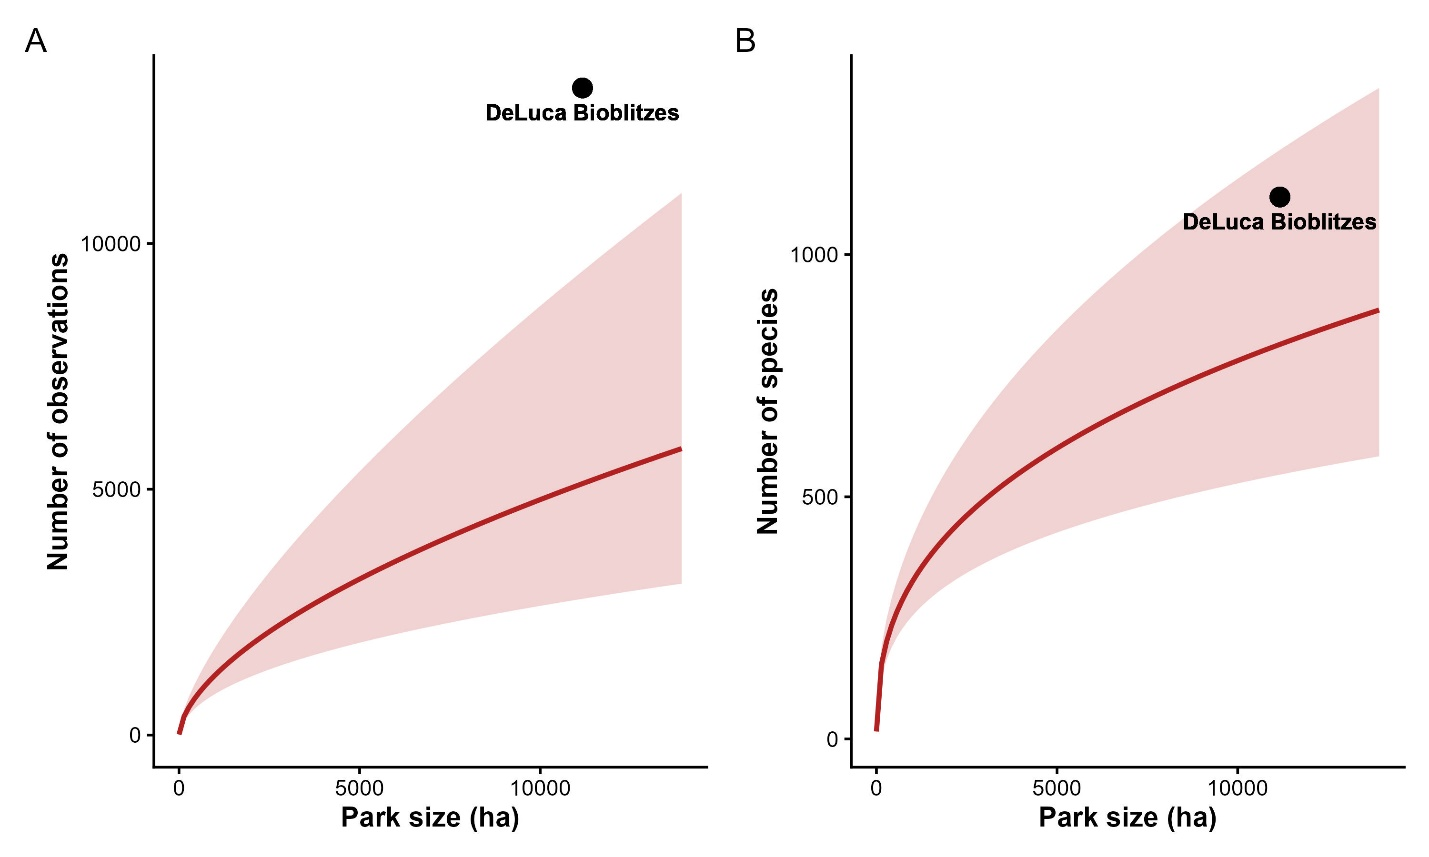 A
DeLuca Bioblitzes
10000
5000
0
Number of observations
0
5000
10000
Park size (ha)
B
DeLuca Bioblitzes
1000
500
0
Number of species
0
5000
10000
Park size (ha)